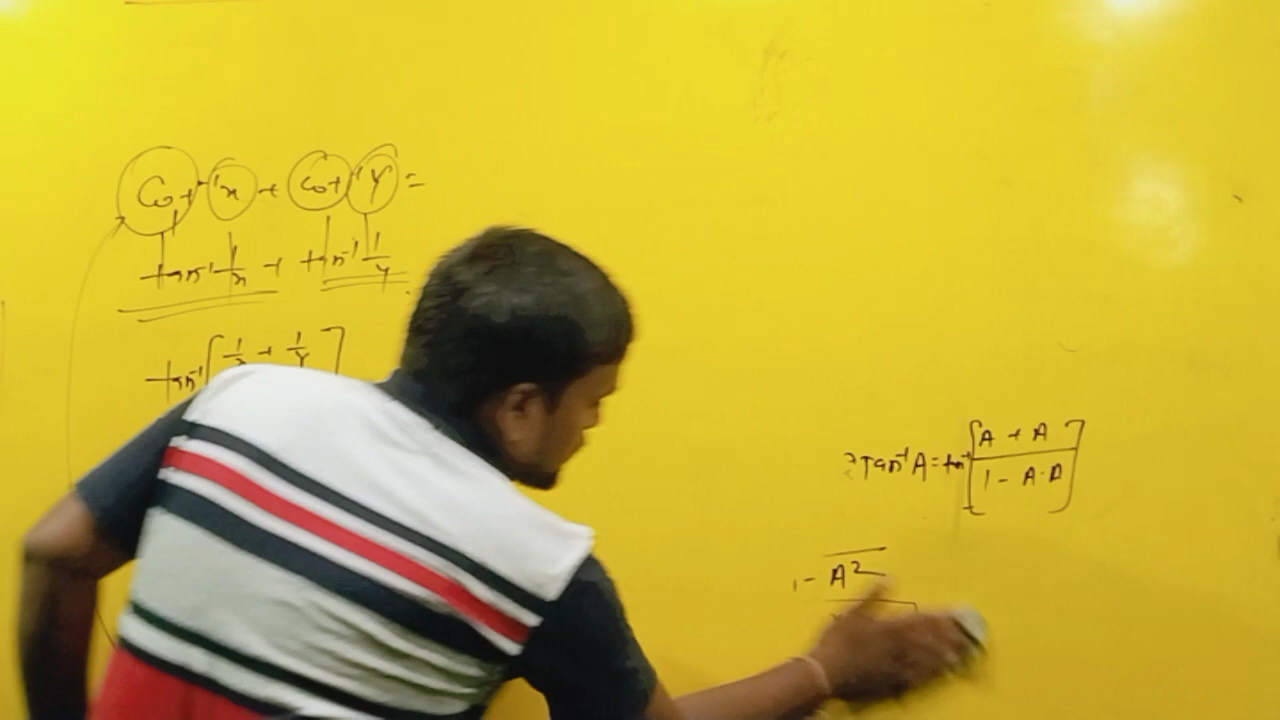 Cot⁻¹x + Cot⁻¹y =
tan⁻¹ 1/x + tan⁻¹ 1/y
tan⁻¹[1/x + 1/y]
2Tan⁻¹A = tan⁻¹[A + A / 1 - A·A]
1 - A²